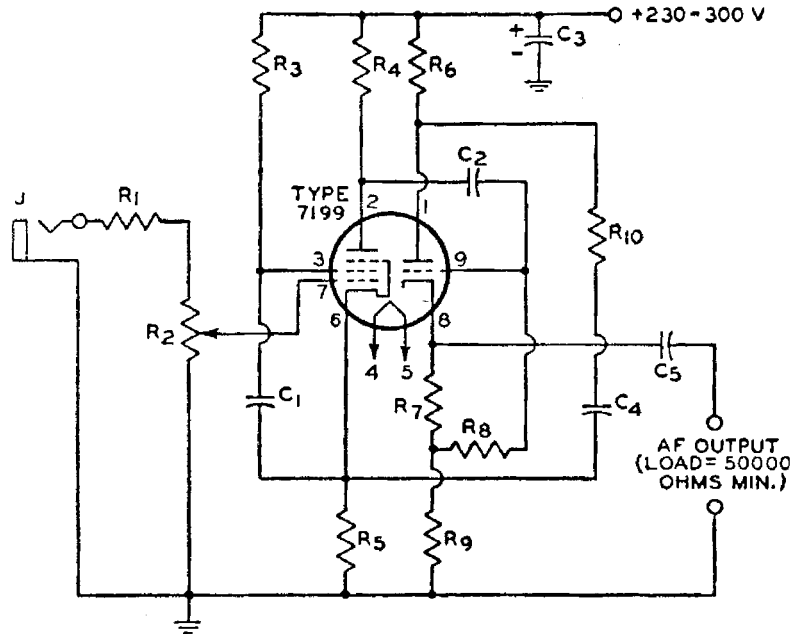 +230-300 V
+
-
C3
R3
R4
R6
C2
TYPE
7199
2
1
J
R1
R10
3
7
9
R2
6
8
4
5
C1
R7
C5
R8
C4
AF OUTPUT
(LOAD= 50000
OHMS MIN.)
R5
R9